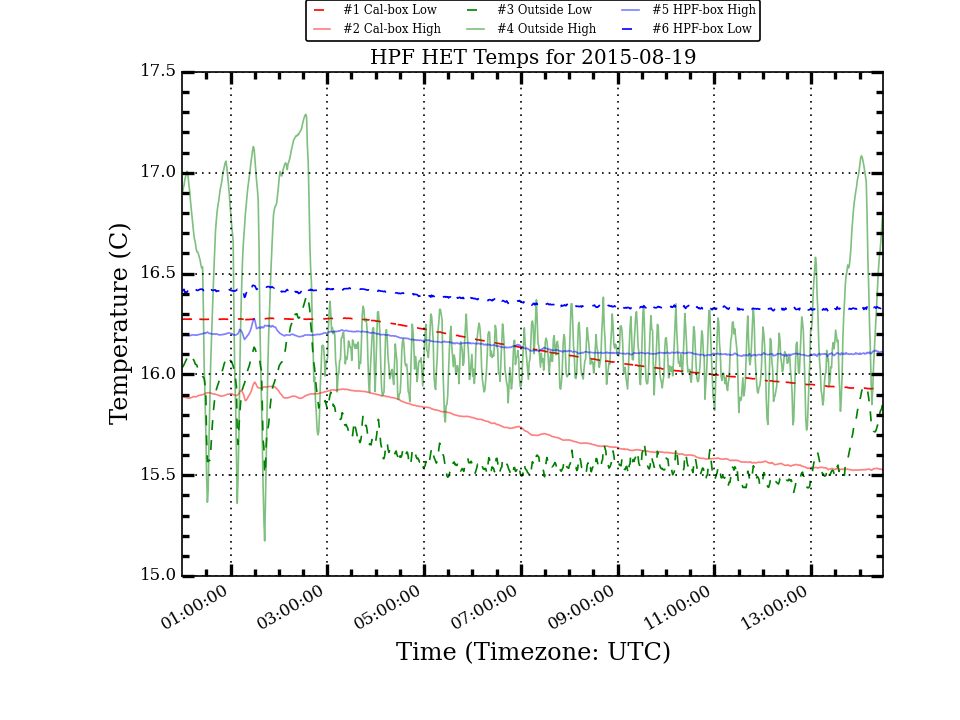 #1 Cal-box Low #3 Outside Low #5 HPF-box High
#2 Cal-box High #4 Outside High #6 HPF-box Low
HPF HET Temps for 2015-08-19
17.5
17.0
16.5
16.0
15.5
15.0
Temperature (C)
01:00:00 03:00:00 05:00:00 07:00:00 09:00:00 11:00:00 13:00:00
Time (Timezone: UTC)